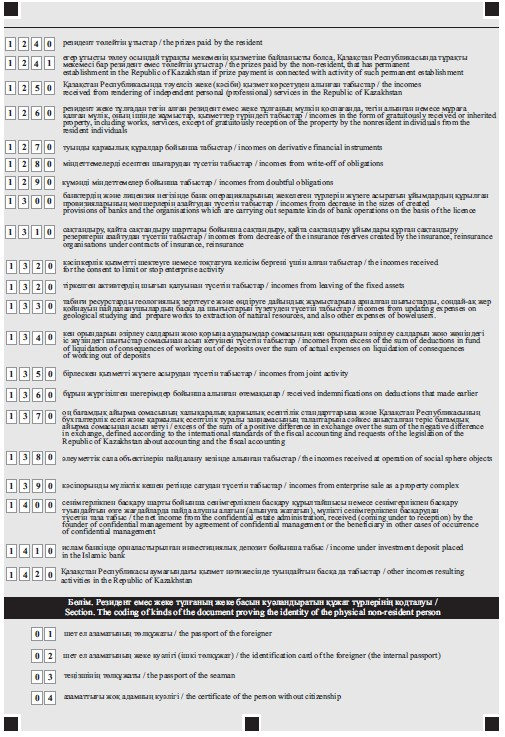 1240 резидент төлейтін ұтыстар / the prizes paid by the resident
1241 егер ұтысты төлеу осындай тұрақты мекеменің қызметіне байланысты болса, Қазақстан Республикасында тұрақты
мекемесі бар резидент емес төлейтін ұтыстар / the prizes paid by the non-resident, that has permanent
establishment in the Republic of Kazakhstan if prize payment is connected with activity of such permanent establishment
1250 Қазақстан Республикасында тәуелсіз жеке (кәсіби) қызмет көрсетуден алынған табыстар / the incomes
received from rendering of independent personal (professional) services in the Republic of Kazakhstan
1260 резидент жеке тұлғадан тегін алған резидент емес жеке тұлғаның мүлкін қоспағанда, тегін алынған немесе мұраға
қалған мүлік, оның ішінде жұмыстар, қызметтер түріндегі табыстар / incomes in the form of gratuitously received or inherited
property, including works, services, except of gratuitously reception of the property by the nonresident individuals from the
resident individuals
1270 туынды қаржылық құралдар бойынша табыстар / incomes on derivative financial instruments
1280 міндеттемелерді есептен шығарудан түсетін табыстар / incomes from write-off of obligations
1290 күмәнді міндеттемелер бойынша табыстар / incomes from doubtful obligations
1300 банктердің және лицензия негізінде банк операцияларының жекелеген түрлерін жүзеге асыратын ұйымдардың құрылған
провизияларының мөлшерлерін азайтудан түсетін табыстар / incomes from decrease in the sizes of created
provisions of banks and the organisations which are carrying out separate kinds of bank operations on the basis of the licence
1310 сақтандыру, қайта сақтандыру шарттары бойынша сақтандыру, қайта сақтандыру ұйымдары құрған сақтандыру
резервтерін азайтудан түсетін табыстар / incomes from decrease of the insurance reserves created by the insurance, reinsurance
organisations under contracts of insurance, reinsurance
1320 кәсіпкерлік қызметті шектеуге немесе тоқтатуға келісім бергені үшін алған табыстар / the incomes received
for the consent to limit or stop enterprise activity
1320 тіркелген активтердің шығып қалуынан түсетін табыстар / incomes from leaving of the fixed assets
1330 табиғи ресурстарды геологиялық зерттеуге және өндіруге дайындық жұмыстарына арналған шығыстарды, сондай-ақ жер
қойнауын пайдаланушылардың басқа да шығыстарын түзетуден түсетін табыстар / incomes from updating expenses on
geological studying and prepare works to extraction of natural resources, and also other expenses of bowel users.
1340 кен орындарын әзірлеу салдарын жою қорына аударымдар сомасының кен орындарын әзірлеу салдарын жою жөніндегі
іс жүзіндегі шығыстар сомасынан асып кетуінен түсетін табыстар / incomes from excess of the sum of deductions in fund
of liquidation of consequences of working out of deposits over the sum of actual expenses on liquidation of consequences
of working out of deposits
1350 бірлескен қызметті жүзеге асырудан түсетін табыстар / incomes from joint activity
1360 бұрын жүргізілген шегерімдер бойынша алынған өтемақылар / received indemnifications on deductions that made earlier
1370 оң бағамдық айырма сомасының халықаралық қаржылық есептілік стандарттарына және Қазақстан Республикасының
бухгалтерлік есеп және қаржылық есептілік туралы заңнамасының талаптарына сәйкес анықталған теріс бағамдық
айырма сомасынан асып кетуі / excess of the sum of a positive difference in exchange over the sum of the negative difference
in exchange, defined according to the international standards of the fiscal accounting and requests of the legislation of the
Republic of Kazakhstan about accounting and the fiscal accounting
1380 әлеуметтік сала объектілерін пайдалану кезінде алынған табыстар / the incomes received at operation of social sphere objects
1390 кәсіпорынды мүліктік кешен ретінде сатудан түсетін табыстар / incomes from enterprise sale as a property complex
1400 сенімгерлікпен басқару шарты бойынша сенімгерлікпен басқару құрылтайшысы немесе сенімгерлікпен басқару
туындайтын өзге жағдайларда пайда алушы алатын (алынуға жататын), мүлікті сенімгерлікпен басқарудан
түсетін таза табыс / the net income from the confidential estate administration, received (coming under to reception) by the
founder of confidential management by agreement of confidential management or the beneficiary in other cases of occurrence
of confidential management
1410 ислам банкінде орналастырылған инвестициялық депозит бойынша табыс / income under investment deposit placed
in the Islamic bank
1420 Қазақстан Республикасы аумағындағы қызмет нәтижесінде туындайтын басқа да табыстар / other incomes resulting
activities in the Republic of Kazakhstan
Бөлім. Резидент емес жеке тұлғаның жеке басын куәландыратын құжат түрлерінің кодталуы /
Section. The coding of kinds of the document proving the identity of the physical non-resident person
01 шет ел азаматының төлқұжаты / the passport of the foreigner
02 шет ел азаматының жеке куәлігі (ішкі төлқұжат) / the identification card of the foreigner (the internal passport)
03 теңізшінің төлқұжаты / the passport of the seaman
04 азаматтығы жоқ адамның куәлігі / the certificate of the person without citizenship